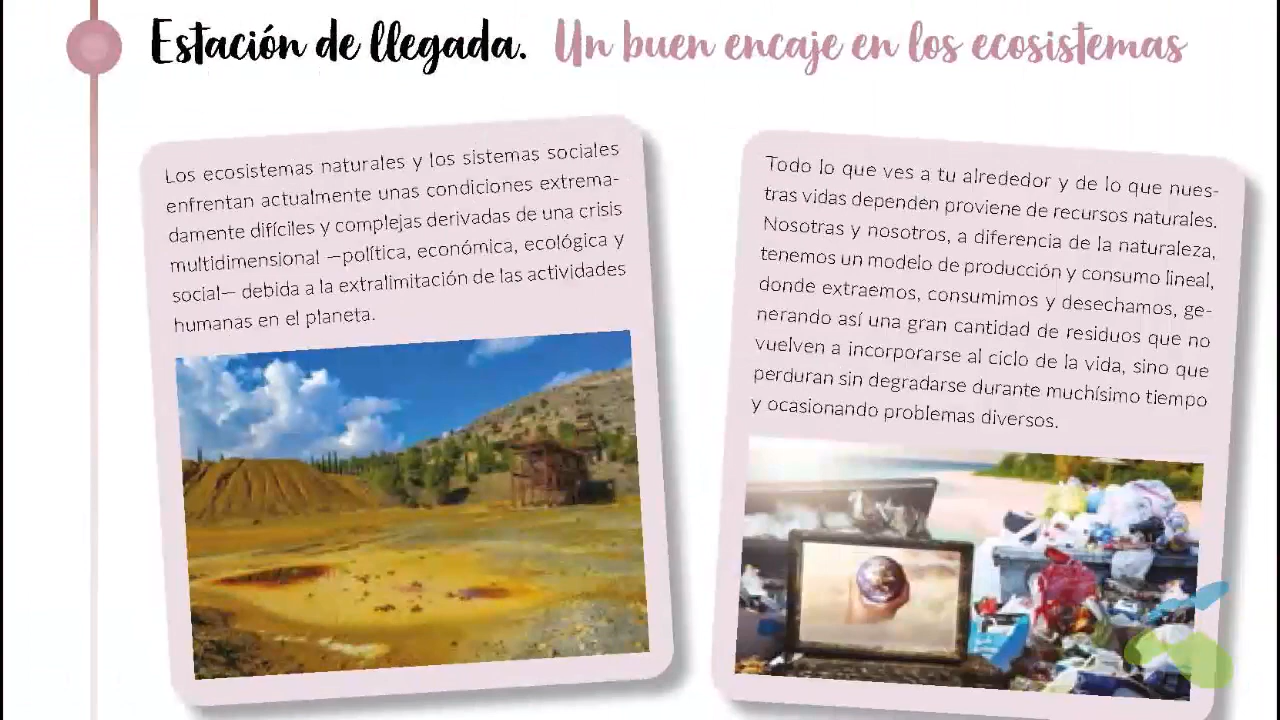 Estación de llegada. Un buen encaje en los ecosistemas
Los ecosistemas naturales y los sistemas sociales
enfrentan actualmente unas condiciones extrema-
damente difíciles y complejas derivadas de una crisis
multidimensional —política, económica, ecológica y
social— debida a la extralimitación de las actividades
humanas en el planeta.
Todo lo que ves a tu alrededor y de lo que nues-
tras vidas dependen proviene de recursos naturales.
Nosotras y nosotros, a diferencia de la naturaleza,
tenemos un modelo de producción y consumo lineal,
donde extraemos, consumimos y desechamos, ge-
nerando así una gran cantidad de residuos que no
vuelven a incorporarse al ciclo de la vida, sino que
perduran sin degradarse durante muchísimo tiempo
y ocasionando problemas diversos.